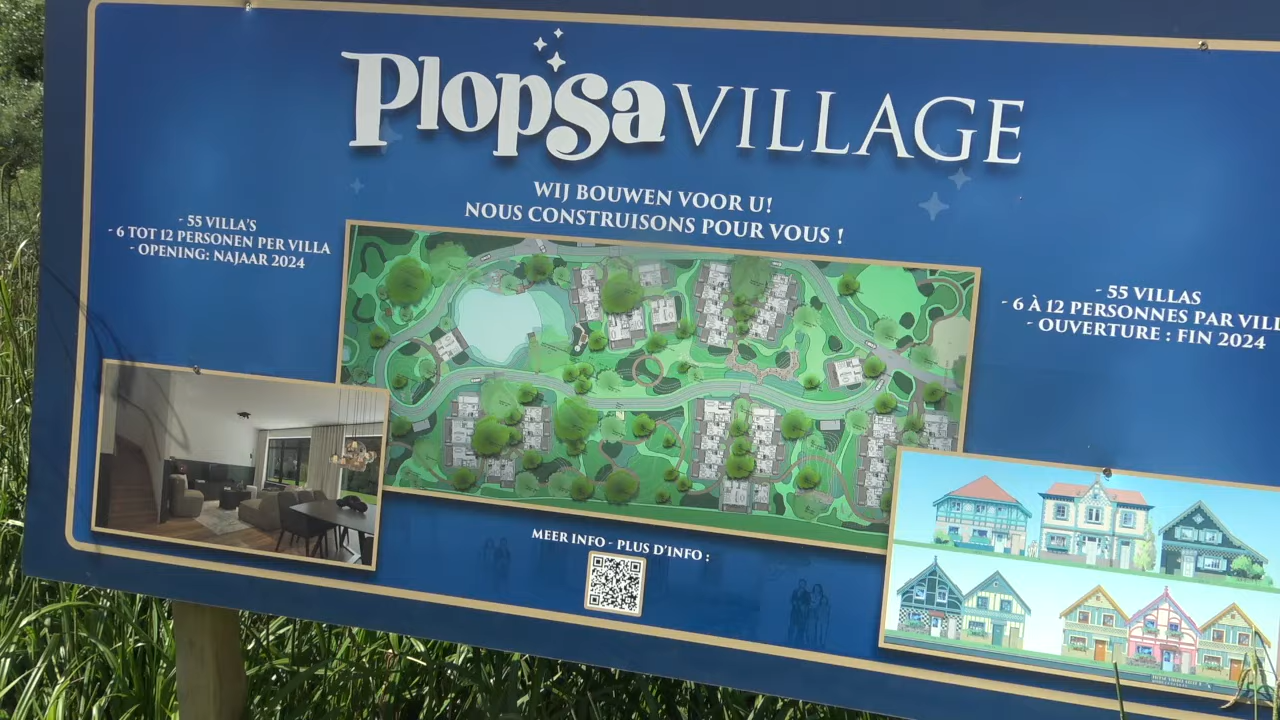 Plopsa VILLAGE
WIJ BOUWEN VOOR U!
NOUS CONSTRUISONS POUR VOUS !
- 55 VILLA'S
- 6 TOT 12 PERSONEN PER VILLA
- OPENING: NAJAAR 2024
- 55 VILLAS
- 6 À 12 PERSONNES PAR VILL
- OUVERTURE : FIN 2024
MEER INFO - PLUS D'INFO :